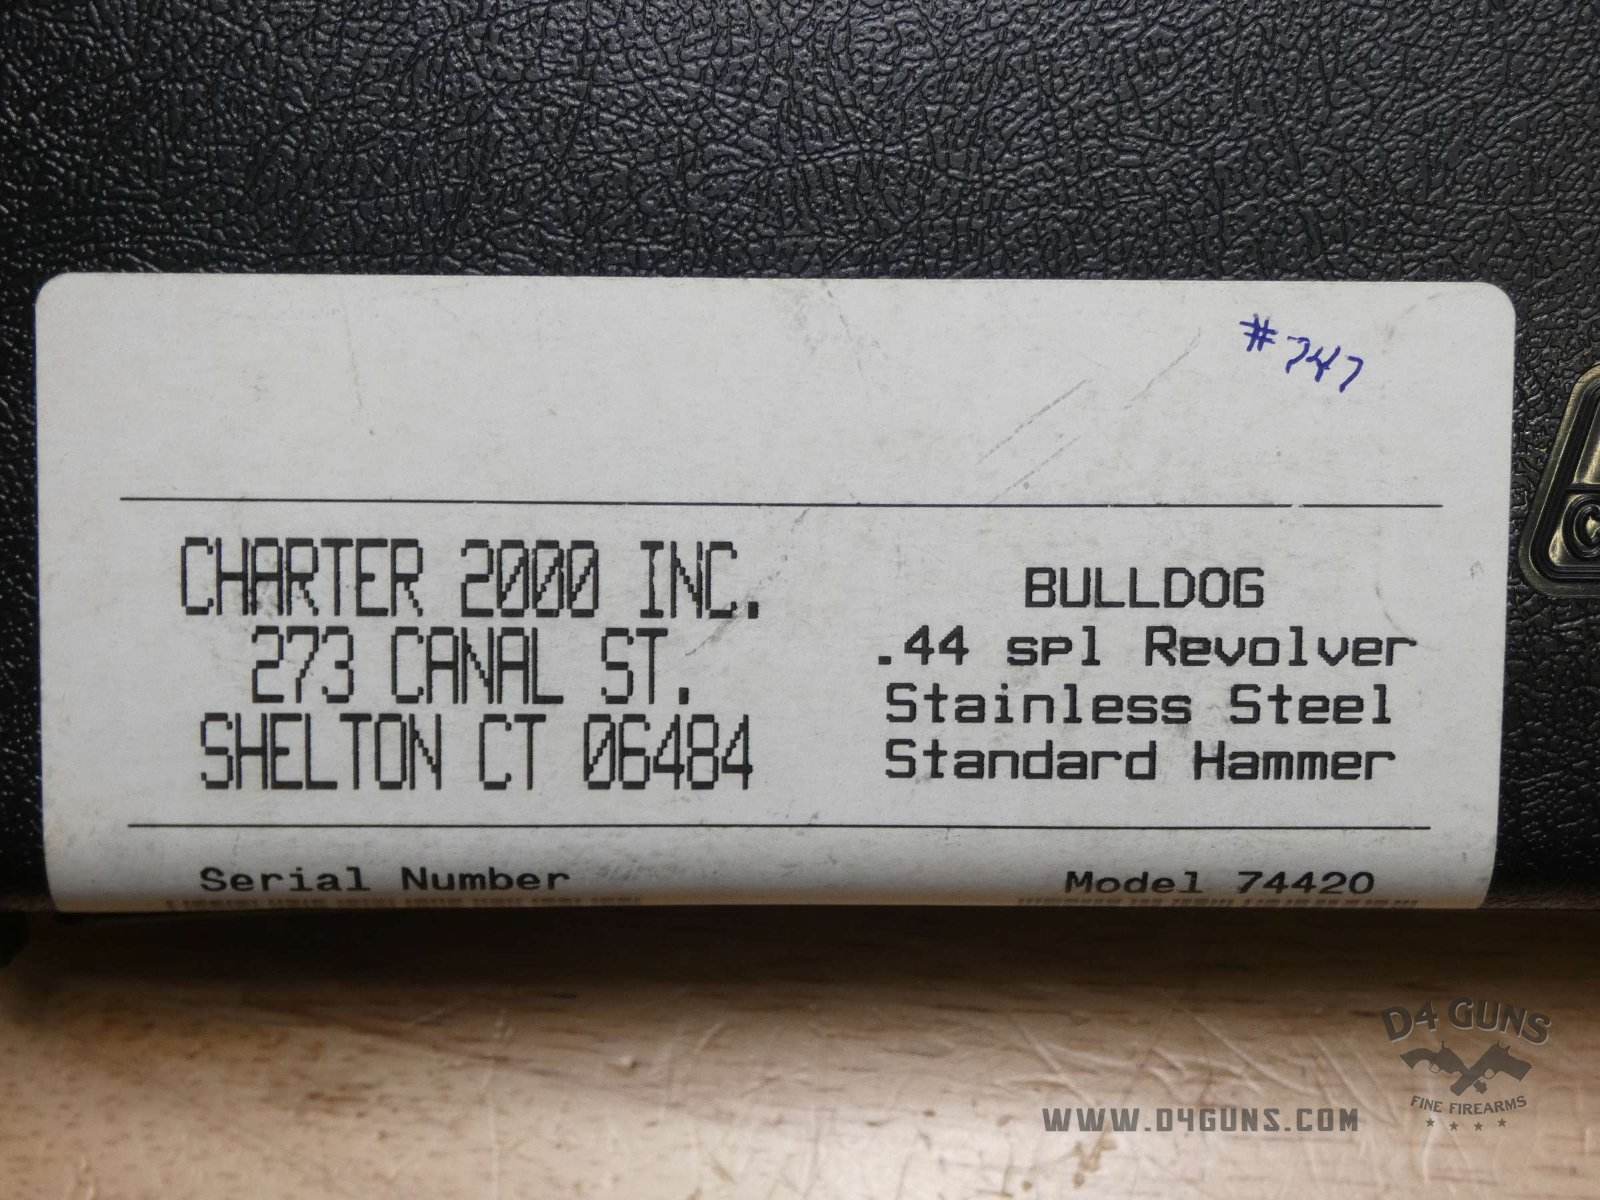 #747
CHARTER 2000 INC.
273 CANAL ST.
SHELTON CT 06484
BULLDOG
.44 spl Revolver
Stainless Steel
Standard Hammer
Serial Number
Model 74420
D4 GUNS
FINE FIREARMS
WWW.D4GUNS.COM